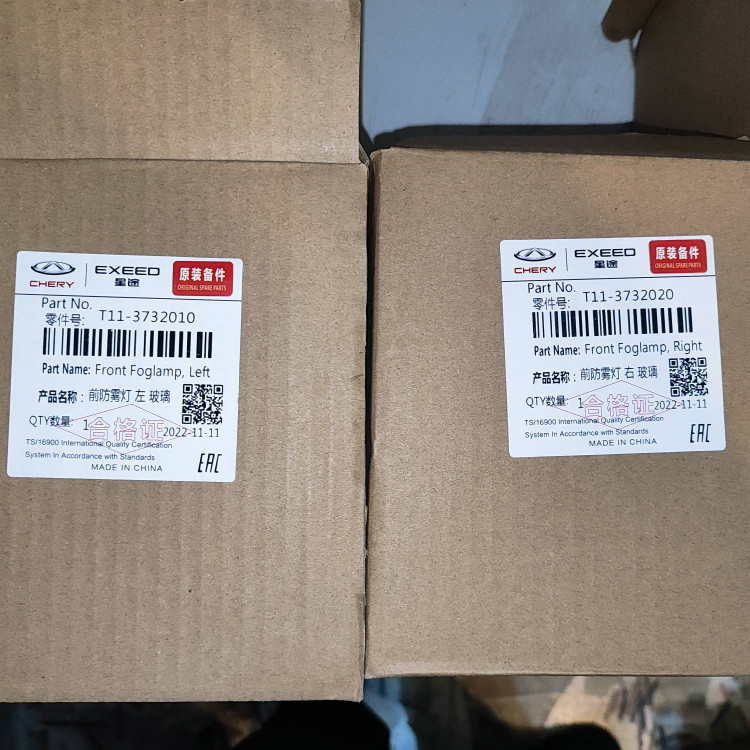 CHERY
EXEED
星途
原装备件
ORIGINAL SPARE PARTS
Part No.
零件号: T11-3732010
Part Name: Front Foglamp, Left
产品名称: 前防雾灯 左 玻璃
QTY数量: 1
合格证
2022-11-11
TS/16900 International Quality Certification
System In Accordance with Standards
MADE IN CHINA
EAC
CHERY
EXEED
星途
原装备件
ORIGINAL SPARE PARTS
Part No.
零件号: T11-3732020
Part Name: Front Foglamp, Right
产品名称: 前防雾灯 右 玻璃
QTY数量: 1
合格证
2022-11-11
TS/16900 International Quality Certification
System In Accordance with Standards
MADE IN CHINA
EAC